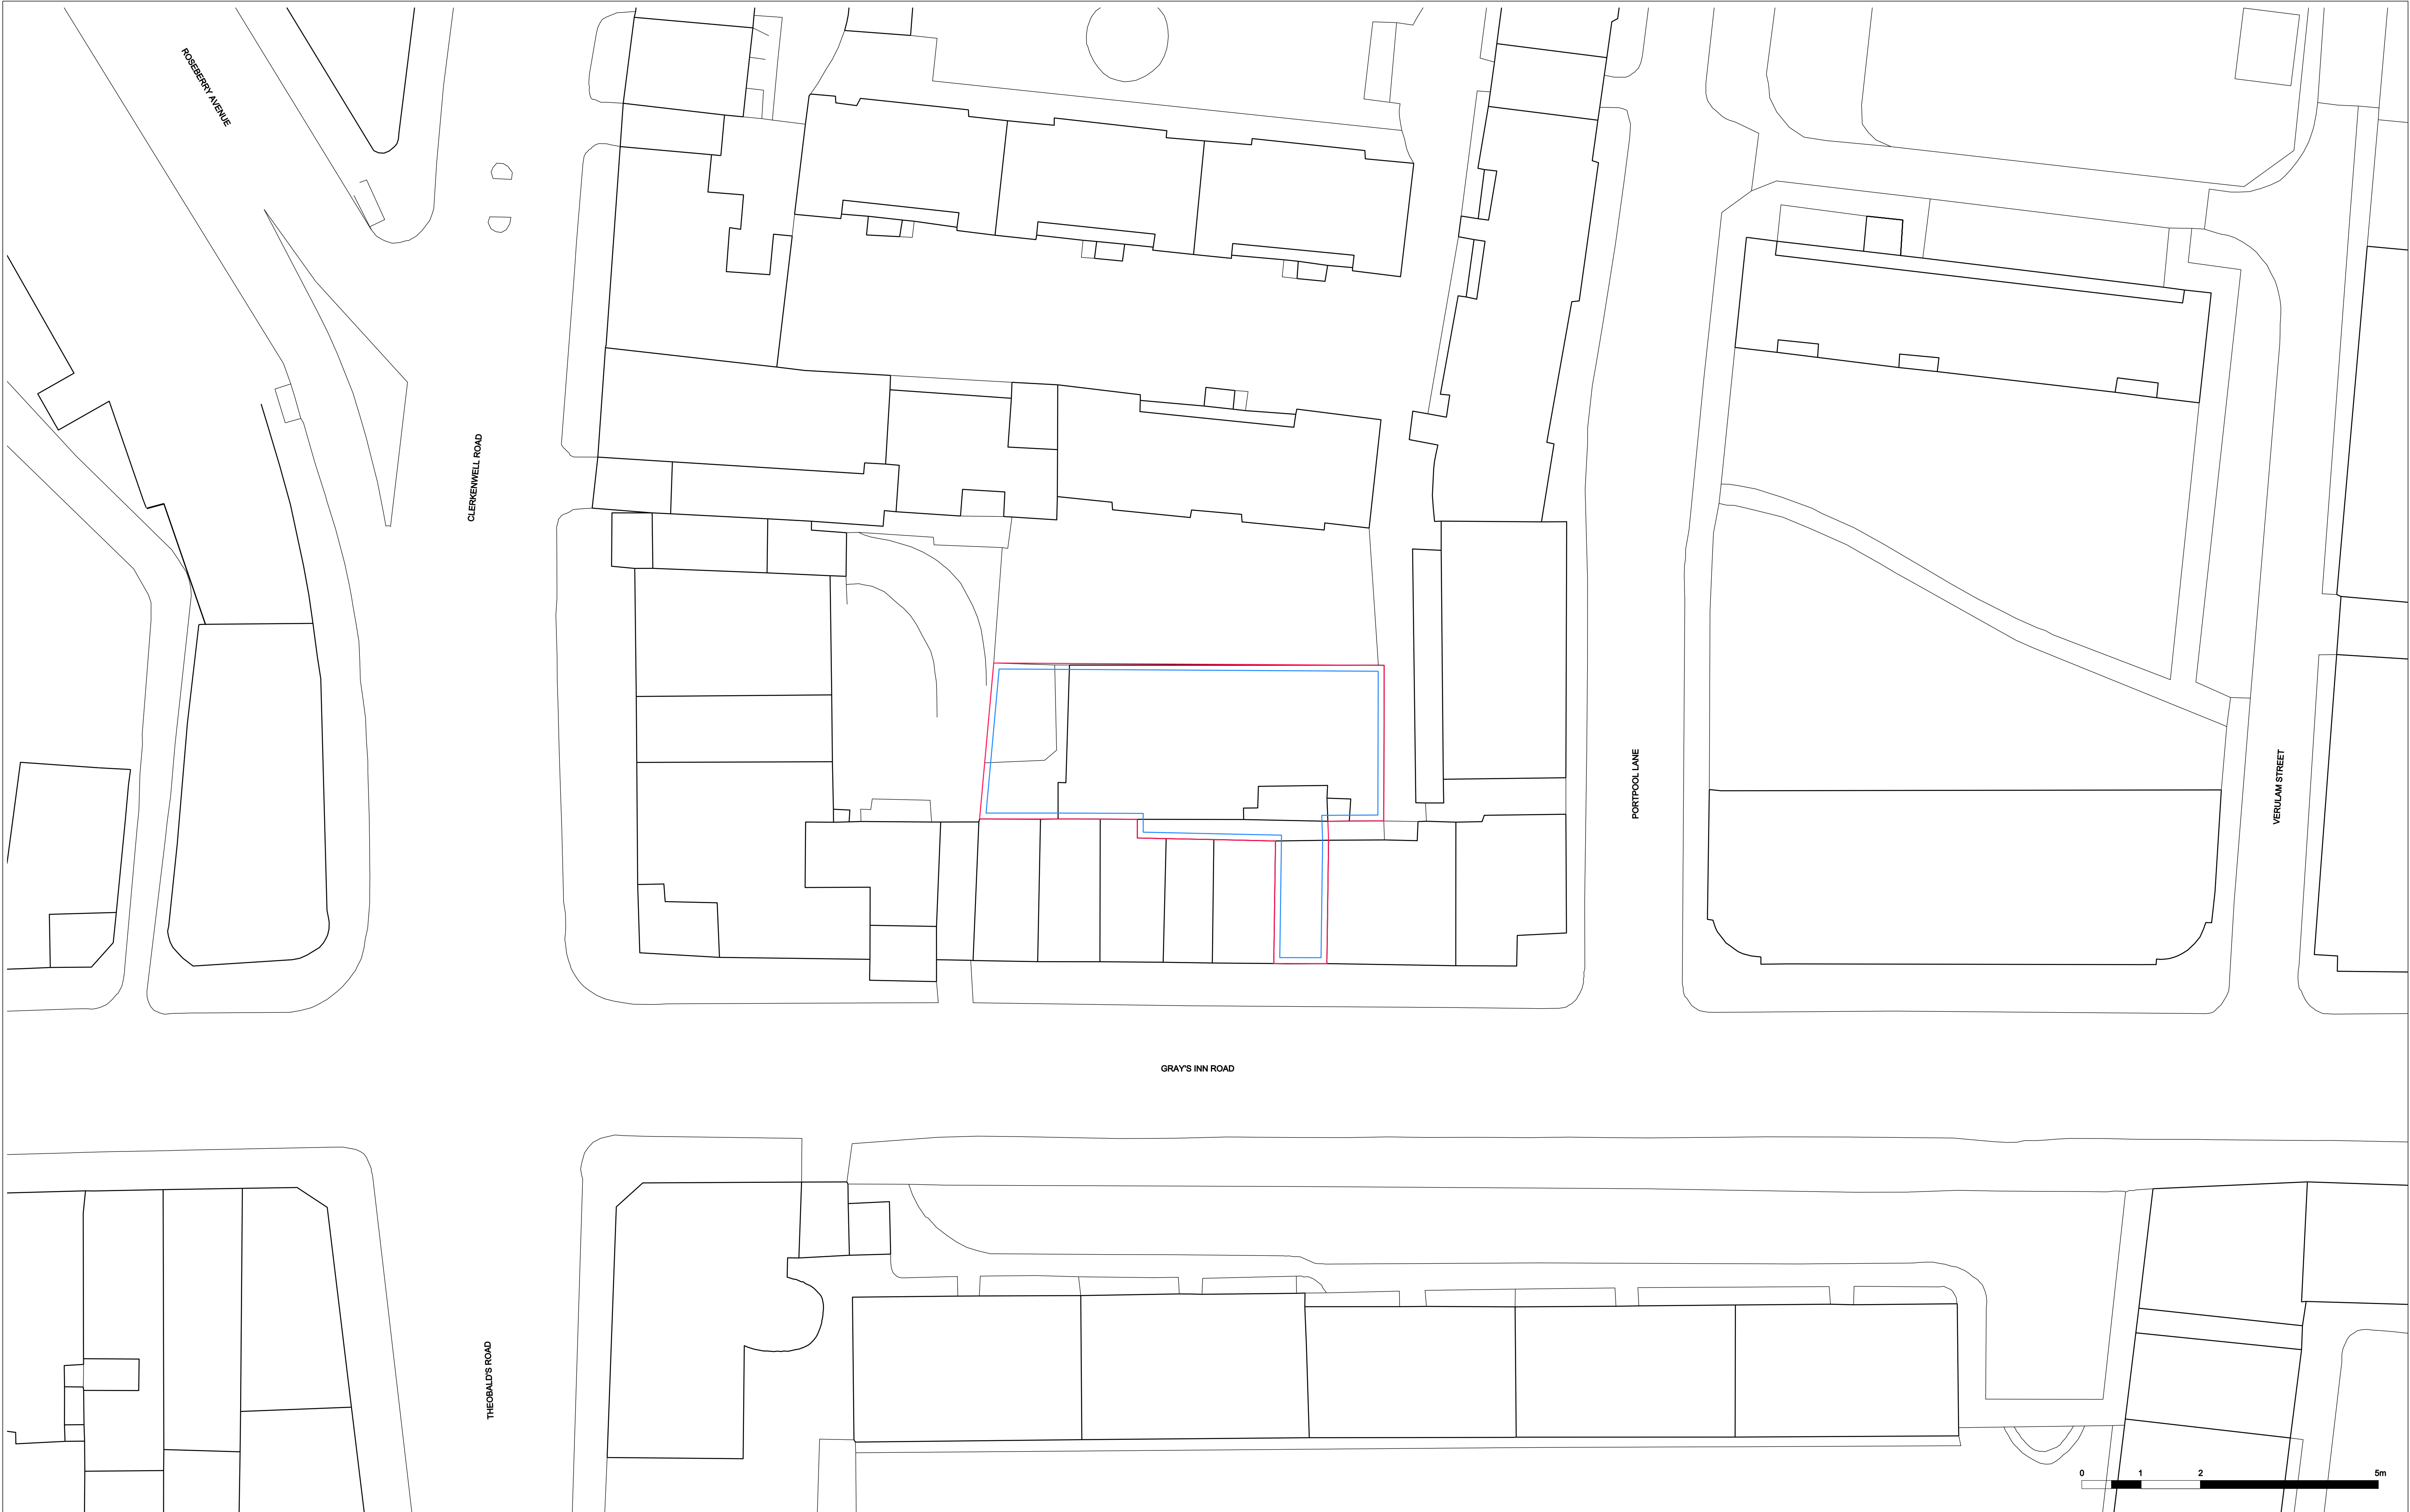 ROSEBERRY AVENUE
CLERKENWELL ROAD
PORTPOOL LANE
VERULAM STREET
GRAY'S INN ROAD
THEOBALD'S ROAD
0 1 2 5m